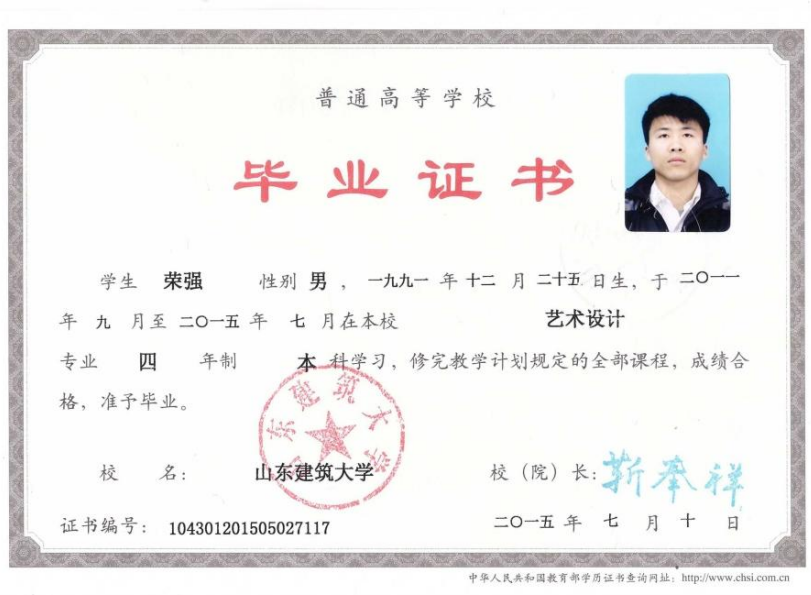 普通高等学校
毕业证书
学生 荣强 性别 男 ，一九九一 年 十二 月 二十五 日生，于 二〇一一
年 九 月至 二〇一五 年 七 月在本校 艺术设计
专业 四 年制 本 科学习，修完教学计划规定的全部课程，成绩合
格，准予毕业。
山东建筑大学
校 名： 山东建筑大学 校（院）长：靳奉祥
证书编号： 104301201505027117 二〇一五 年 七 月 十 日
中华人民共和国教育部学历证书查询网址：http://www.chsi.com.cn